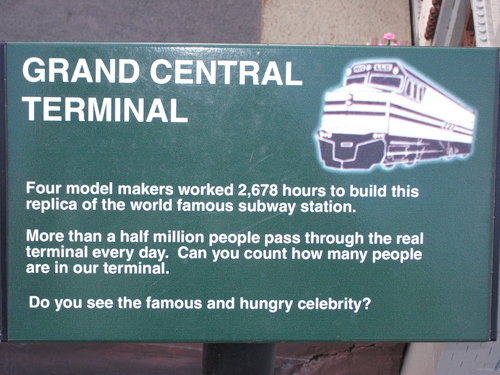 GRAND CENTRAL
TERMINAL
Four model makers worked 2,678 hours to build this
replica of the world famous subway station.
More than a half million people pass through the real
terminal every day. Can you count how many people
are in our terminal.
Do you see the famous and hungry celebrity?